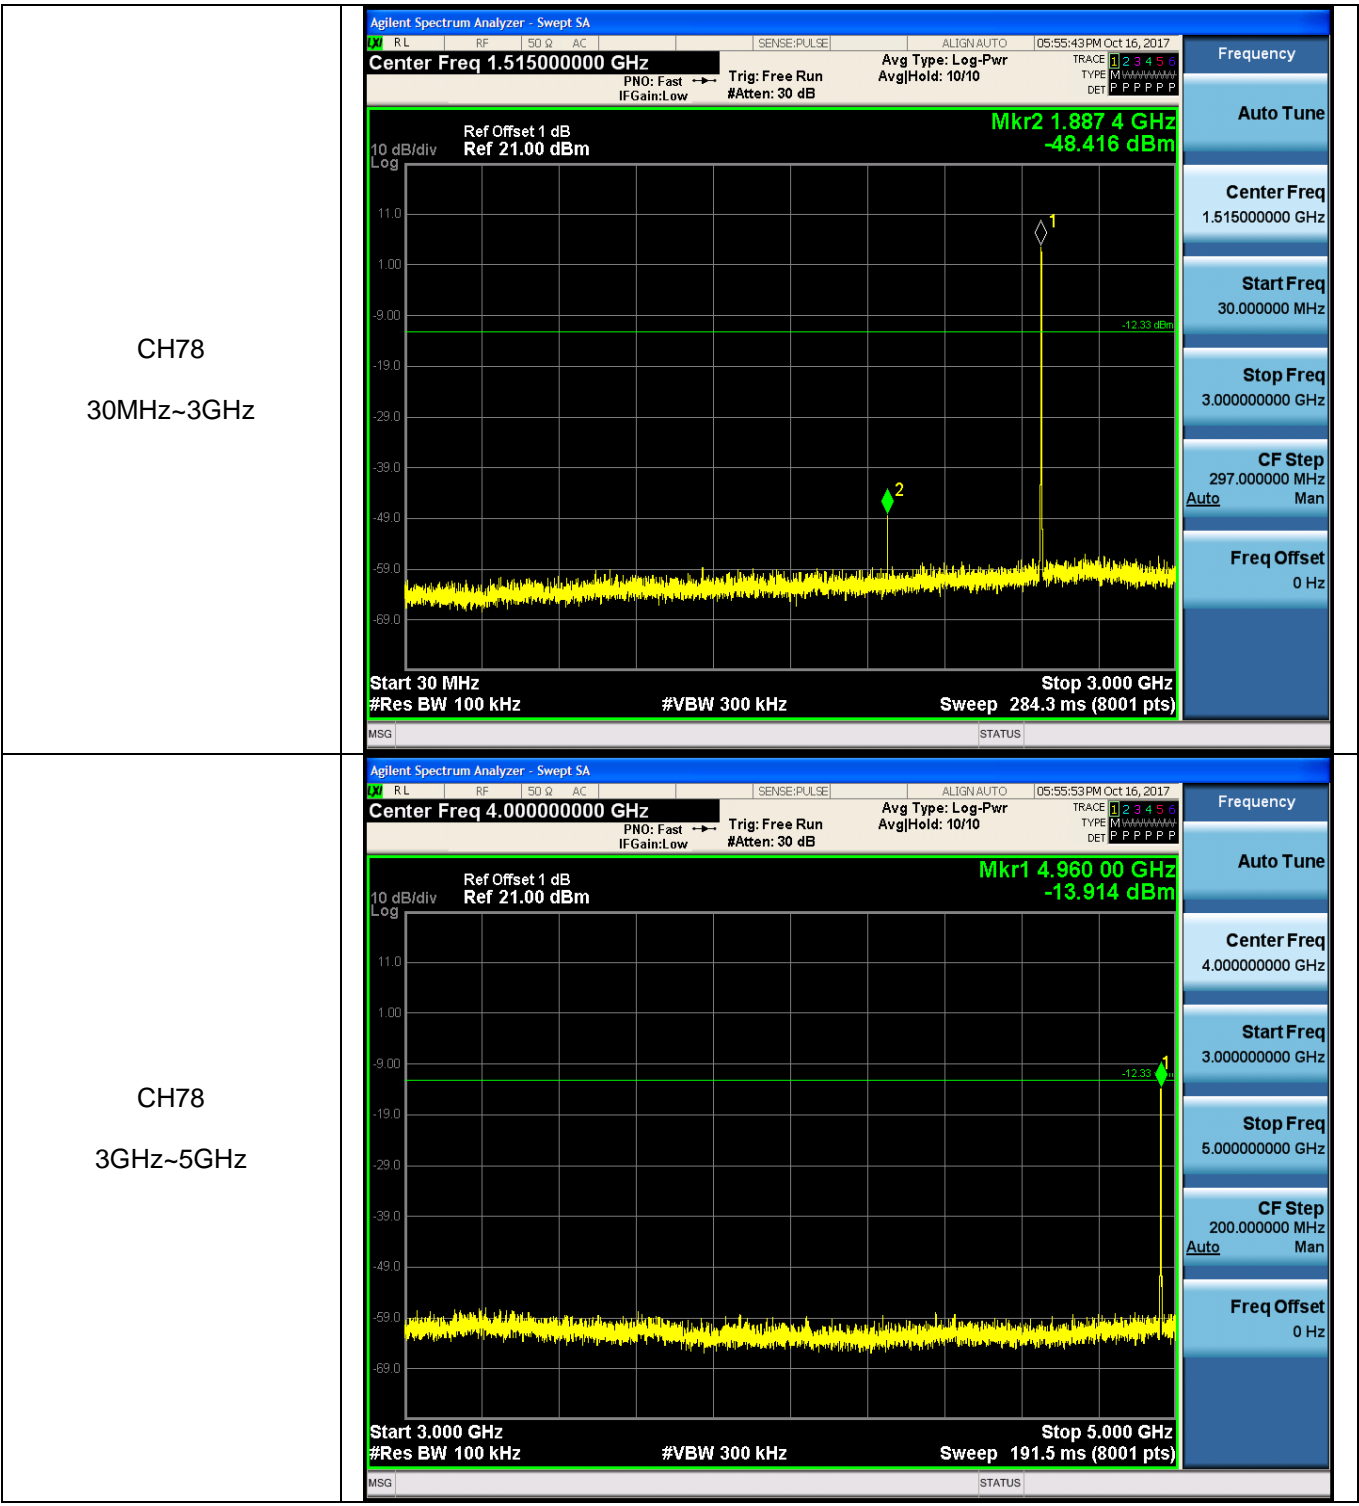 CH78
30MHz~3GHz
Agilent Spectrum Analyzer - Swept SA
LXI RL RF 50 Ω AC SENSE:PULSE ALIGN AUTO 05:55:43 PM Oct 16, 2017
Center Freq 1.515000000 GHz
PNO: Fast
IFGain:Low
Trig: Free Run
#Atten: 30 dB
Avg Type: Log-Pwr
Avg|Hold: 10/10
TRACE 1 2 3 4 5 6
TYPE M WWWWW
DET P P P P P P
Mkr2 1.887 4 GHz
-48.416 dBm
Ref Offset 1 dB
10 dB/div Ref 21.00 dBm
Log
11.0
1.00
-9.00
-12.33 dBm
-19.0
-29.0
-39.0
-49.0
-59.0
-69.0
1
2
Start 30 MHz Stop 3.000 GHz
#Res BW 100 kHz #VBW 300 kHz Sweep 284.3 ms (8001 pts)
MSG STATUS
Frequency
Auto Tune
Center Freq
1.515000000 GHz
Start Freq
30.000000 MHz
Stop Freq
3.000000000 GHz
CF Step
297.000000 MHz
Auto Man
Freq Offset
0 Hz
CH78
3GHz~5GHz
Agilent Spectrum Analyzer - Swept SA
LXI RL RF 50 Ω AC SENSE:PULSE ALIGN AUTO 05:55:53 PM Oct 16, 2017
Center Freq 4.000000000 GHz
PNO: Fast
IFGain:Low
Trig: Free Run
#Atten: 30 dB
Avg Type: Log-Pwr
Avg|Hold: 10/10
TRACE 1 2 3 4 5 6
TYPE M WWWWW
DET P P P P P P
Mkr1 4.960 00 GHz
-13.914 dBm
Ref Offset 1 dB
10 dB/div Ref 21.00 dBm
Log
11.0
1.00
-9.00
-12.33
-19.0
-29.0
-39.0
-49.0
-59.0
-69.0
1
Start 3.000 GHz Stop 5.000 GHz
#Res BW 100 kHz #VBW 300 kHz Sweep 191.5 ms (8001 pts)
MSG STATUS
Frequency
Auto Tune
Center Freq
4.000000000 GHz
Start Freq
3.000000000 GHz
Stop Freq
5.000000000 GHz
CF Step
200.000000 MHz
Auto Man
Freq Offset
0 Hz